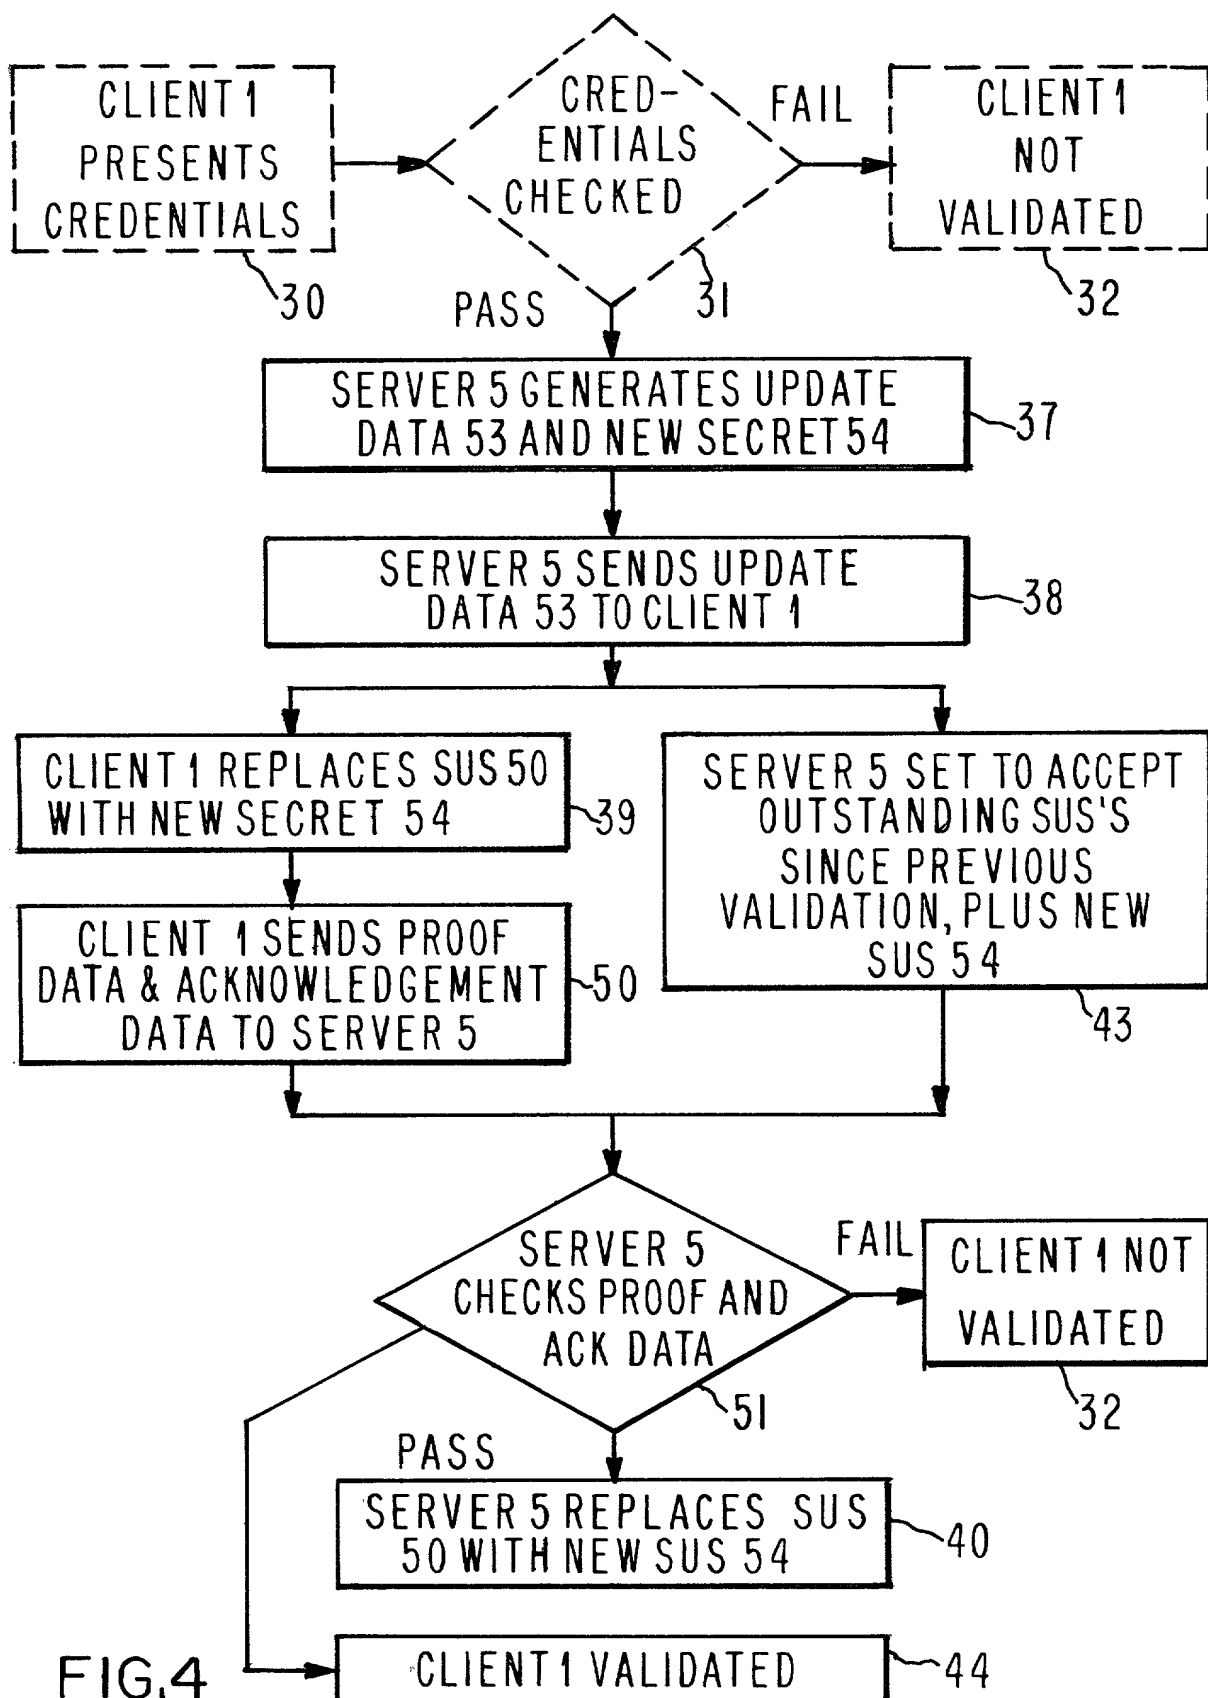 CLIENT 1
PRESENTS
CREDENTIALS
30
CRED-
ENTIALS
CHECKED
31
FAIL
CLIENT 1
NOT
VALIDATED
32
PASS
SERVER 5 GENERATES UPDATE
DATA 53 AND NEW SECRET 54
37
SERVER 5 SENDS UPDATE
DATA 53 TO CLIENT 1
38
CLIENT 1 REPLACES SUS 50
WITH NEW SECRET 54
39
SERVER 5 SET TO ACCEPT
OUTSTANDING SUS'S
SINCE PREVIOUS
VALIDATION, PLUS NEW
SUS 54
43
CLIENT 1 SENDS PROOF
DATA & ACKNOWLEDGEMENT
DATA TO SERVER 5
50
SERVER 5
CHECKS PROOF AND
ACK DATA
51
FAIL
CLIENT 1 NOT
VALIDATED
32
PASS
SERVER 5 REPLACES SUS
50 WITH NEW SUS 54
40
CLIENT 1 VALIDATED
44
FIG.4